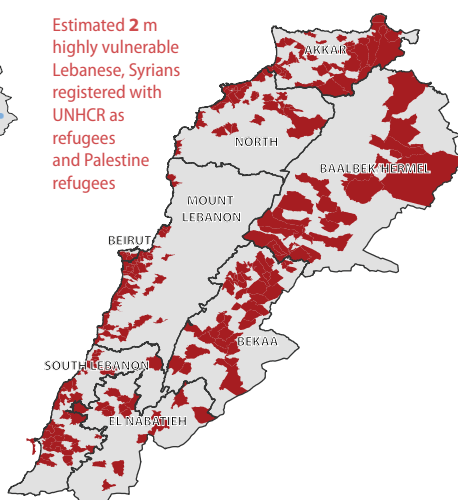 Estimated 2 m
highly vulnerable
Lebanese, Syrians
registered with
UNHCR as
refugees
and Palestine
refugees
AKKAR
NORTH
BAALBEK HERMEL
MOUNT
LEBANON
BEIRUT
BEKAA
SOUTH LEBANON
EL NABATIEH